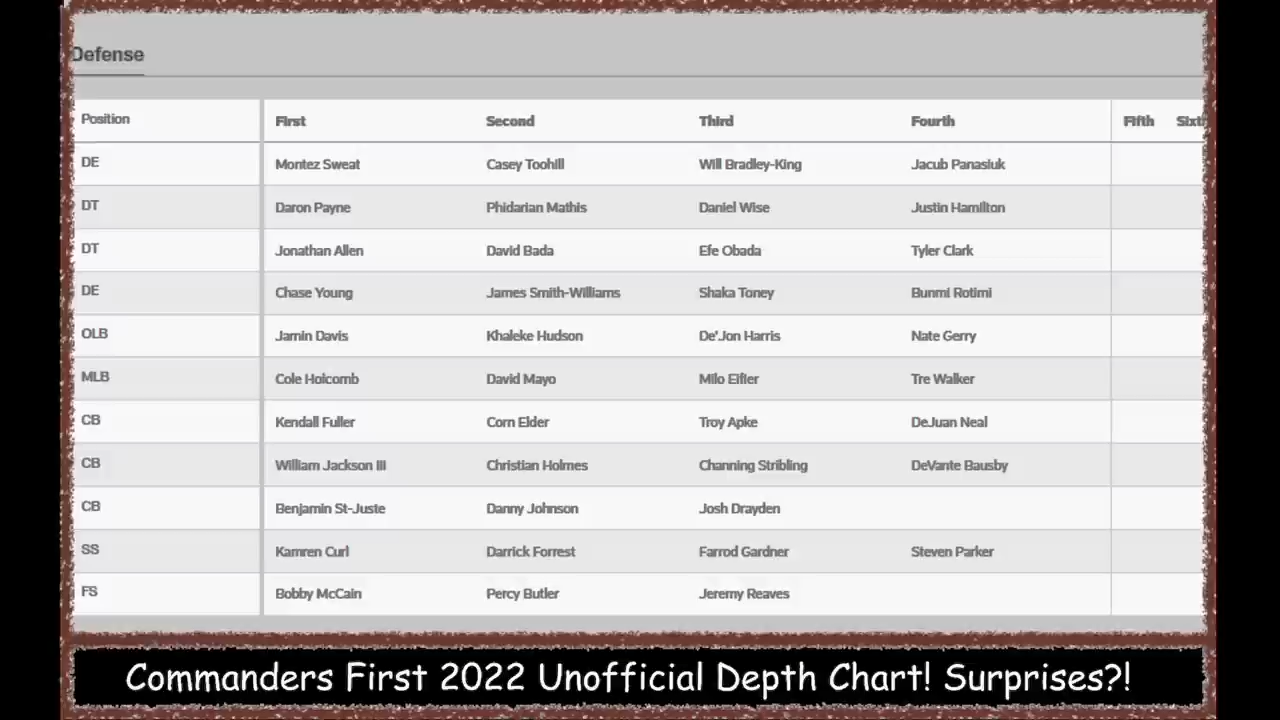 Defense
Position First Second Third Fourth Fifth Sixth
DE Montez Sweat Casey Toohill Will Bradley-King Jacub Panasiuk
DT Daron Payne Phidarian Mathis Daniel Wise Justin Hamilton
DT Jonathan Allen David Bada Efe Obada Tyler Clark
DE Chase Young James Smith-Williams Shaka Toney Bunmi Rotimi
OLB Jamin Davis Khaleke Hudson De'Jon Harris Nate Gerry
MLB Cole Holcomb David Mayo Milo Eifler Tre Walker
CB Kendall Fuller Corn Elder Troy Apke DeJuan Neal
CB William Jackson III Christian Holmes Channing Stribling DeVante Bausby
CB Benjamin St-Juste Danny Johnson Josh Drayden
SS Kamren Curl Darrick Forrest Farrod Gardner Steven Parker
FS Bobby McCain Percy Butler Jeremy Reaves
Commanders First 2022 Unofficial Depth Chart! Surprises?!